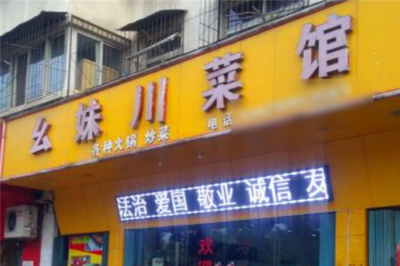 幺妹川菜馆
各种火锅 炒菜 电话
法治 爱国 敬业 诚信 友
欢